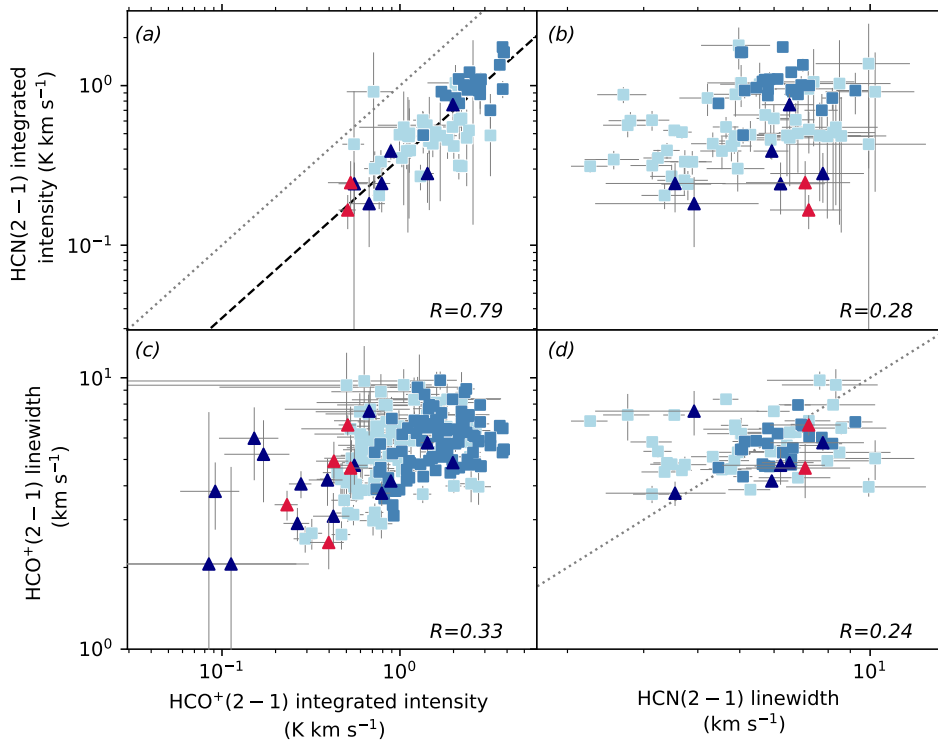 (a)
(b)
10⁰
10⁻¹
HCN(2 − 1) integrated
intensity (K km s⁻¹)
R=0.79
R=0.28
(c)
(d)
10¹
10⁰
HCO⁺(2 − 1) linewidth
(km s⁻¹)
R=0.33
R=0.24
10⁻¹
10⁰
10¹
HCO⁺(2 − 1) integrated intensity
(K km s⁻¹)
HCN(2 − 1) linewidth
(km s⁻¹)